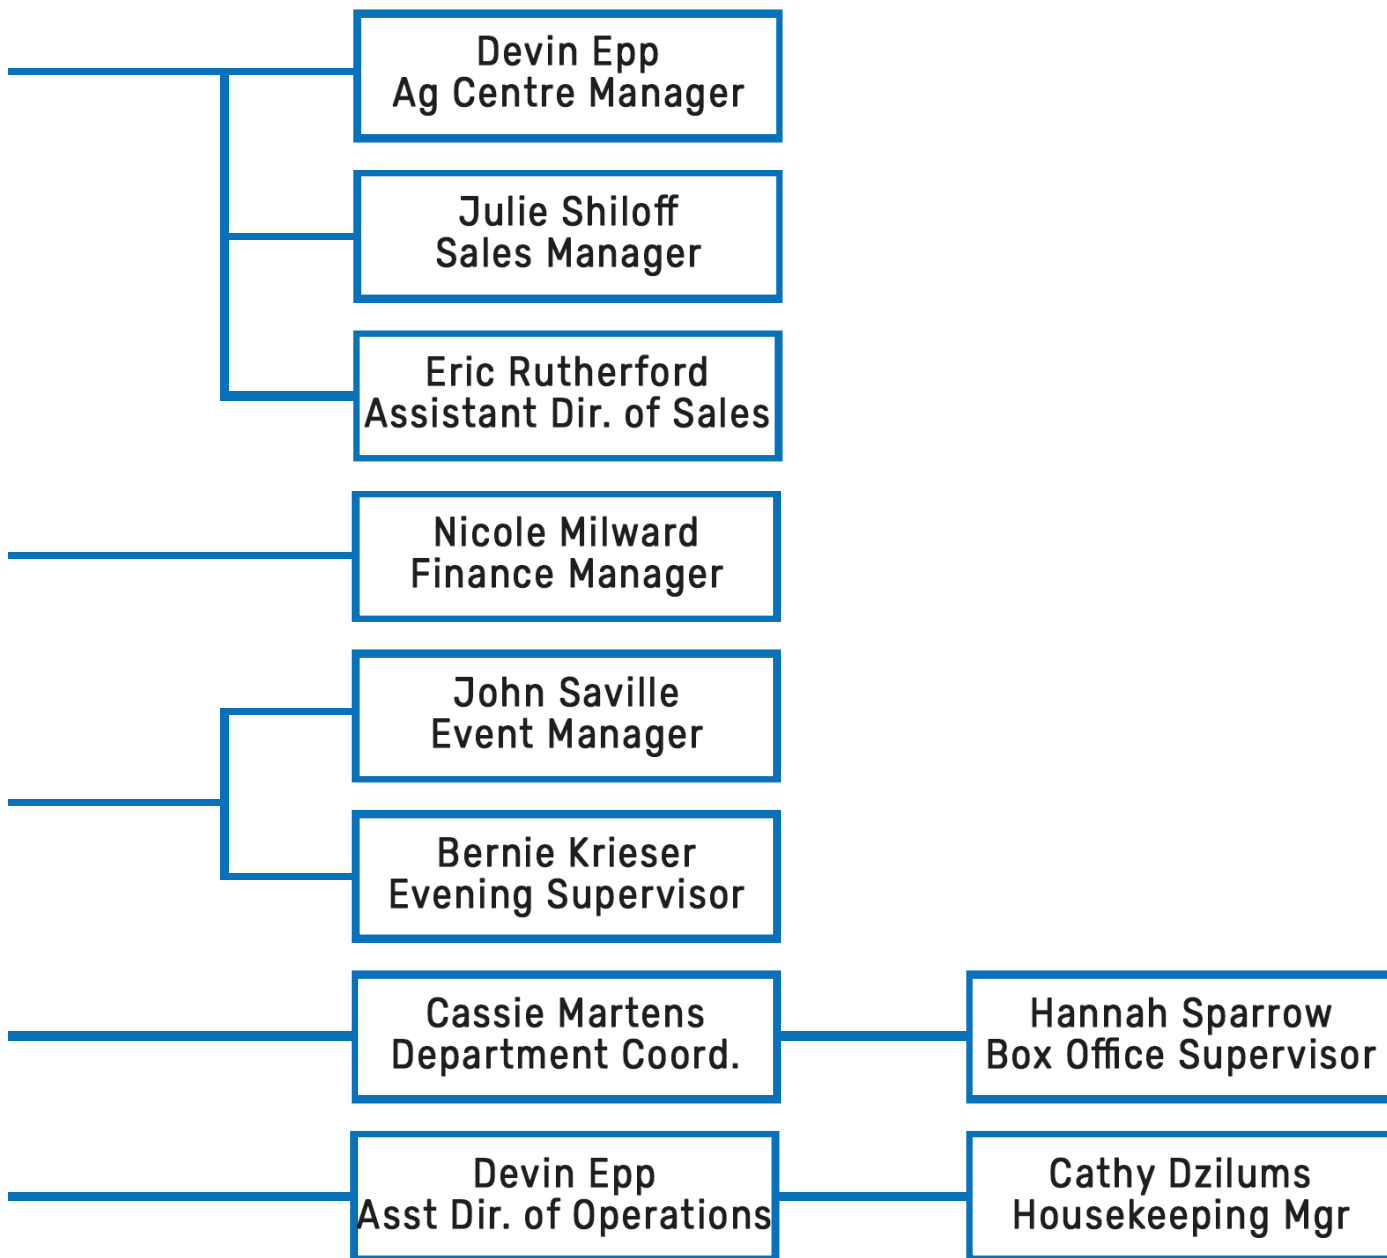 Devin Epp
Ag Centre Manager
Julie Shiloff
Sales Manager
Eric Rutherford
Assistant Dir. of Sales
Nicole Milward
Finance Manager
John Saville
Event Manager
Bernie Krieser
Evening Supervisor
Cassie Martens
Department Coord.
Hannah Sparrow
Box Office Supervisor
Devin Epp
Asst Dir. of Operations
Cathy Dzilums
Housekeeping Mgr